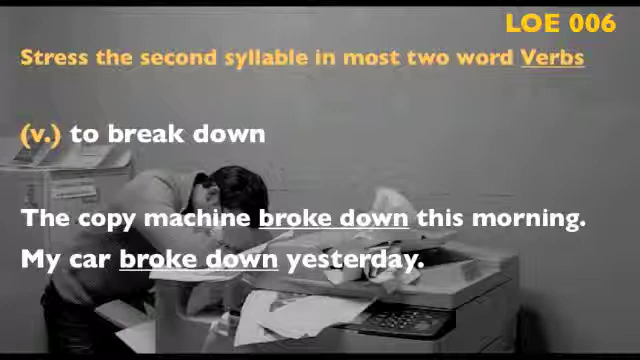 LOE 006
Stress the second syllable in most two word Verbs
(v.) to break down
The copy machine broke down this morning.
My car broke down yesterday.